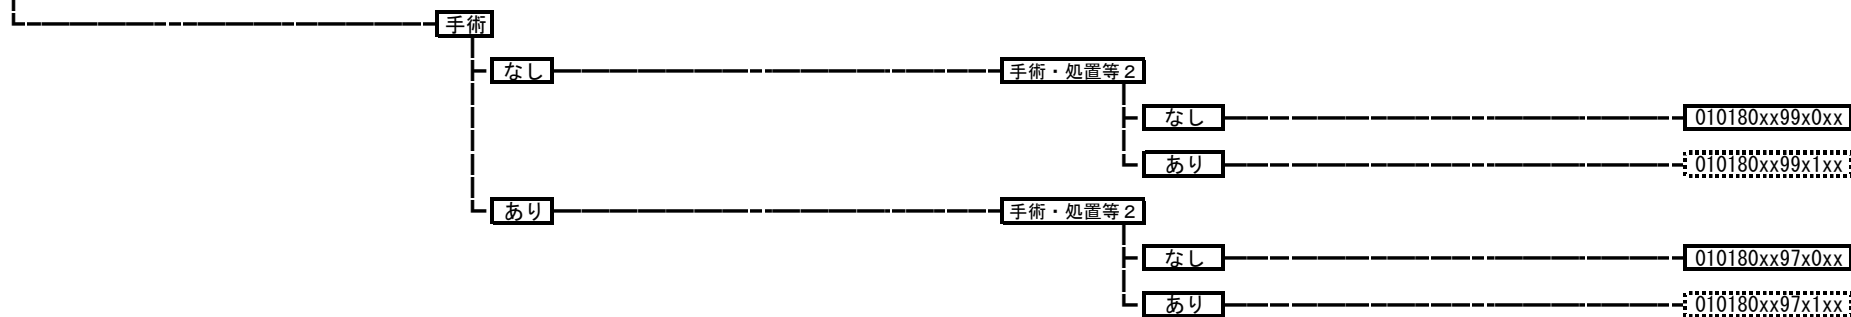 手術
なし 手術・処置等２
なし 010180xx99x0xx
あり 010180xx99x1xx
あり 手術・処置等２
なし 010180xx97x0xx
あり 010180xx97x1xx